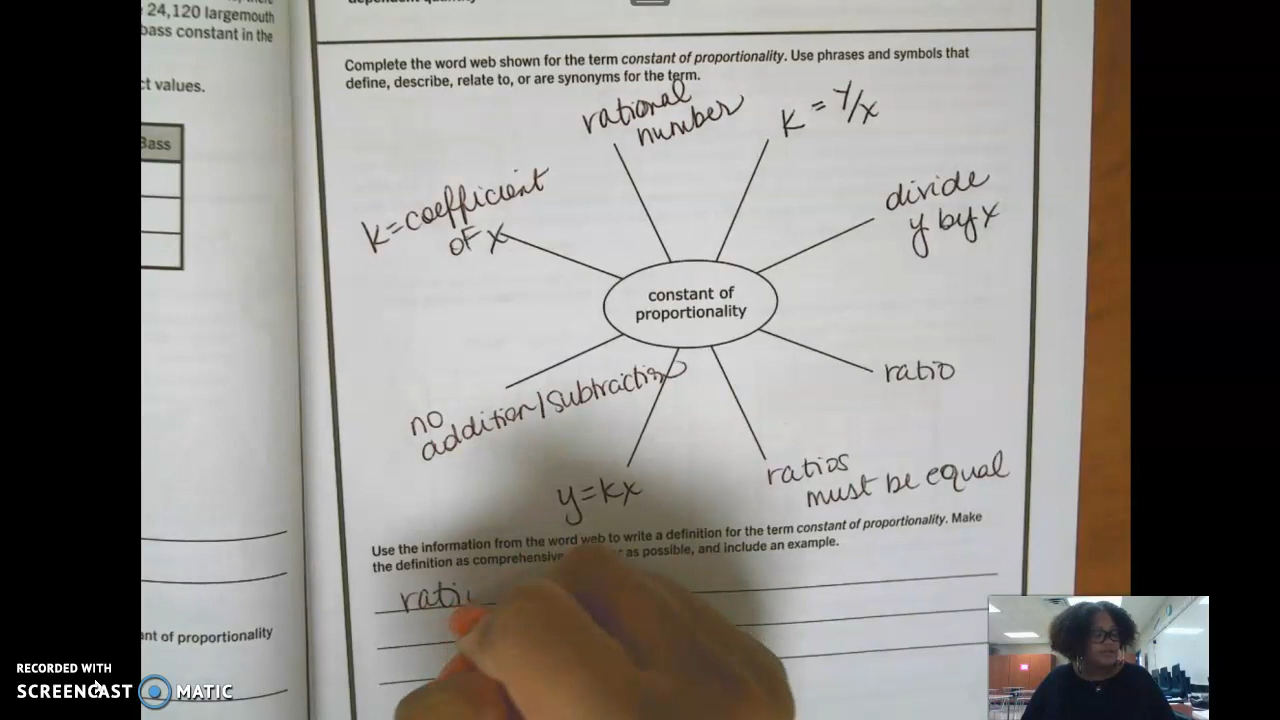 24,120 largemouth
bass constant in the
ct values.
Bass
ant of proportionality
Complete the word web shown for the term constant of proportionality. Use phrases and symbols that
define, describe, relate to, or are synonyms for the term.
rational
number
k = y/x
k=coefficient
of x
divide
y by x
constant of
proportionality
no
addition/subtraction
ratio
y=kx
ratios
must be equal
Use the information from the word web to write a definition for the term constant of proportionality. Make
the definition as comprehensive as possible, and include an example.
rati
RECORDED WITH
SCREENCAST MATIC